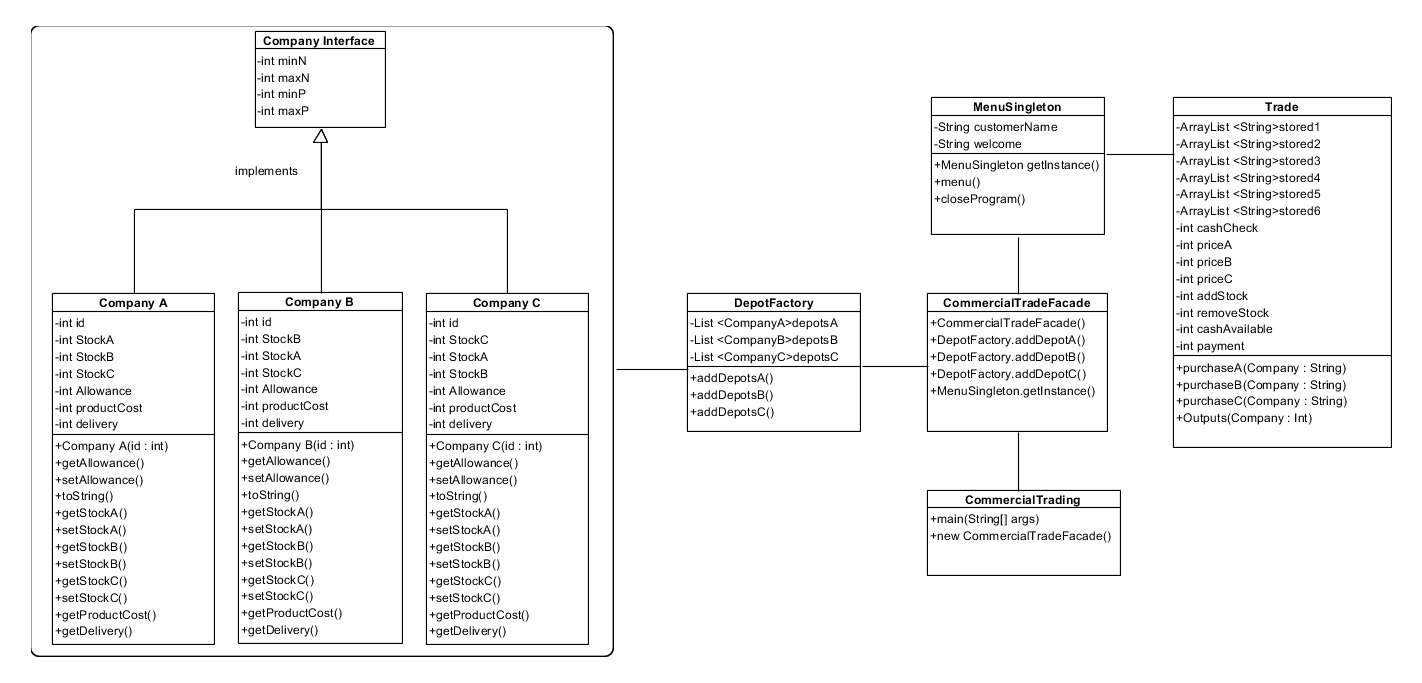 Company Interface
-int minN
-int maxN
-int minP
-int maxP
implements
Company A
-int id
-int StockA
-int StockB
-int StockC
-int Allowance
-int productCost
-int delivery
+Company A(id : int)
+getAllowance()
+setAllowance()
+toString()
+getStockA()
+setStockA()
+getStockB()
+setStockB()
+getStockC()
+setStockC()
+getProductCost()
+getDelivery()
Company B
-int id
-int StockB
-int StockA
-int StockC
-int Allowance
-int productCost
-int delivery
+Company B(id : int)
+getAllowance()
+setAllowance()
+toString()
+getStockA()
+setStockA()
+getStockB()
+setStockB()
+getStockC()
+setStockC()
+getProductCost()
+getDelivery()
Company C
-int id
-int StockC
-int StockA
-int StockB
-int Allowance
-int productCost
-int delivery
+Company C(id : int)
+getAllowance()
+setAllowance()
+toString()
+getStockA()
+setStockA()
+getStockB()
+setStockB()
+getStockC()
+setStockC()
+getProductCost()
+getDelivery()
DepotFactory
-List <CompanyA>depotsA
-List <CompanyB>depotsB
-List <CompanyC>depotsC
+addDepotsA()
+addDepotsB()
+addDepotsC()
MenuSingleton
-String customerName
-String welcome
+MenuSingleton getInstance()
+menu()
+closeProgram()
CommercialTradeFacade
+CommercialTradeFacade()
+DepotFactory.addDepotA()
+DepotFactory.addDepotB()
+DepotFactory.addDepotC()
+MenuSingleton.getInstance()
CommercialTrading
+main(String[] args)
+new CommercialTradeFacade()
Trade
-ArrayList <String>stored1
-ArrayList <String>stored2
-ArrayList <String>stored3
-ArrayList <String>stored4
-ArrayList <String>stored5
-ArrayList <String>stored6
-int cashCheck
-int priceA
-int priceB
-int priceC
-int addStock
-int removeStock
-int cashAvailable
-int payment
+purchaseA(Company : String)
+purchaseB(Company : String)
+purchaseC(Company : String)
+Outputs(Company : Int)